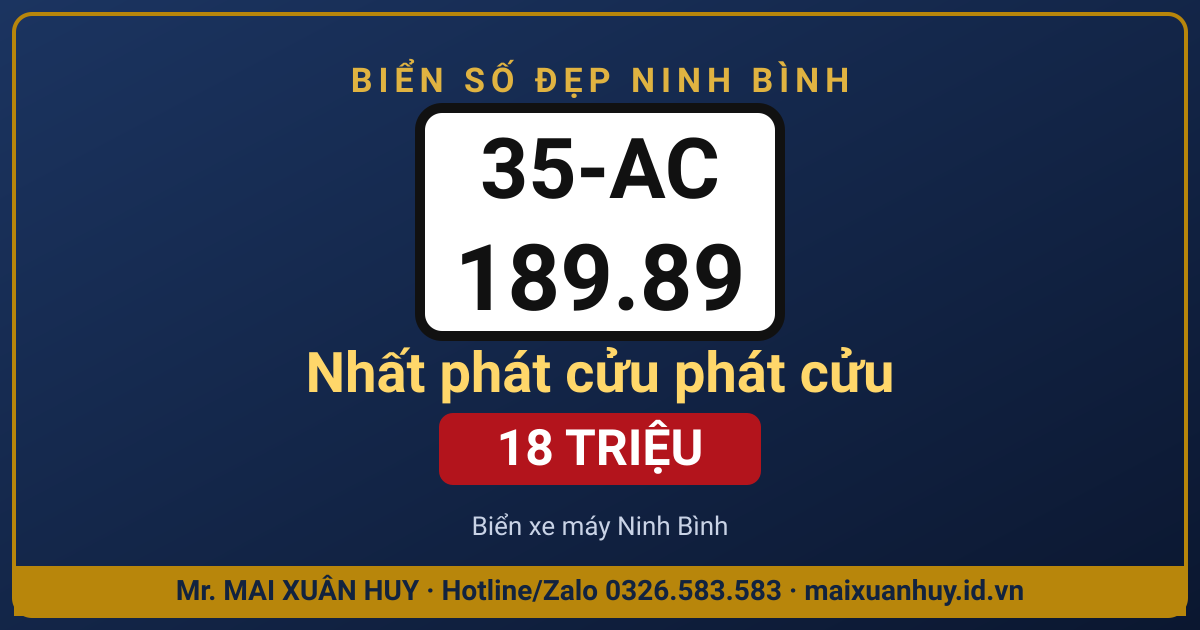 BIỂN SỐ ĐẸP NINH BÌNH
35-AC
189.89
Nhất phát cửu phát cửu
18 TRIỆU
Biển xe máy Ninh Bình
Mr. MAI XUÂN HUY · Hotline/Zalo 0326.583.583 · maixuanhuy.id.vn